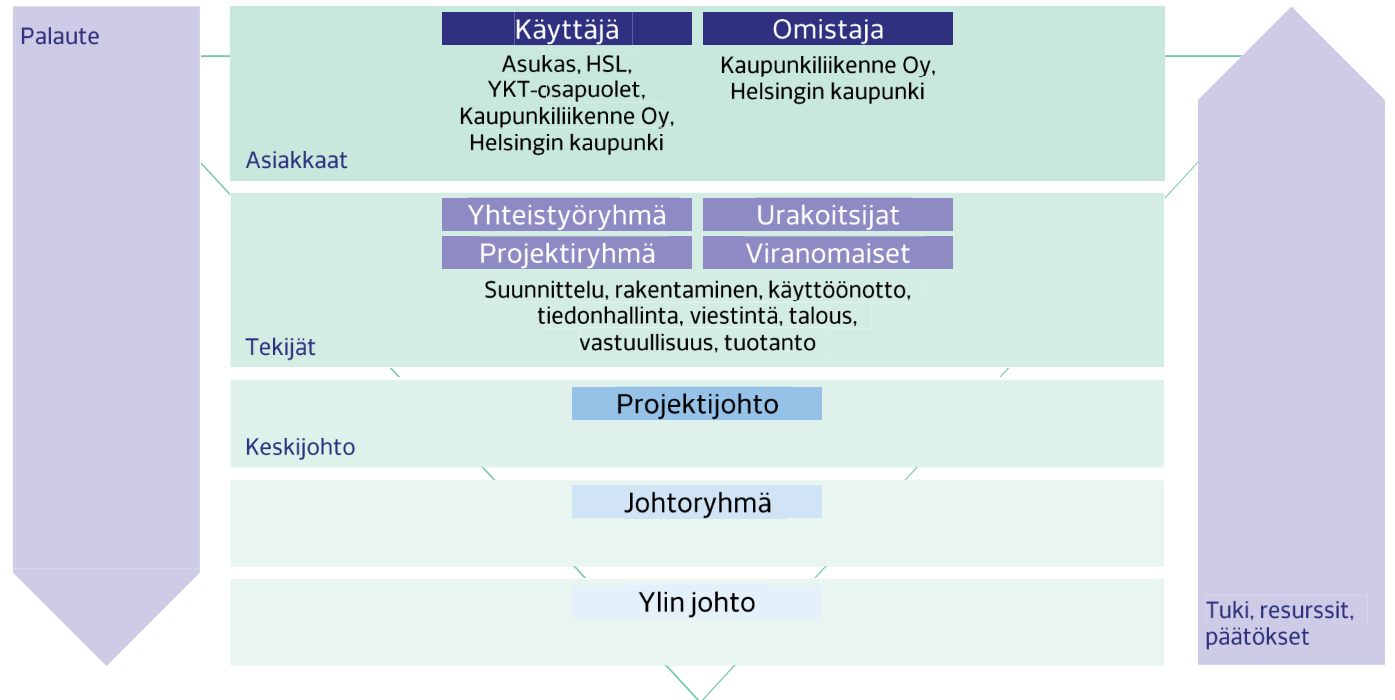 Palaute
Käyttäjä
Omistaja
Asukas, HSL,
YKT-osapuolet,
Kaupunkiliikenne Oy,
Helsingin kaupunki
Kaupunkiliikenne Oy,
Helsingin kaupunki
Asiakkaat
Yhteistyöryhmä
Urakoitsijat
Projektiryhmä
Viranomaiset
Suunnittelu, rakentaminen, käyttöönotto,
tiedonhallinta, viestintä, talous,
vastuullisuus, tuotanto
Tekijät
Projektijohto
Keskijohto
Johtoryhmä
Ylin johto
Tuki, resurssit,
päätökset